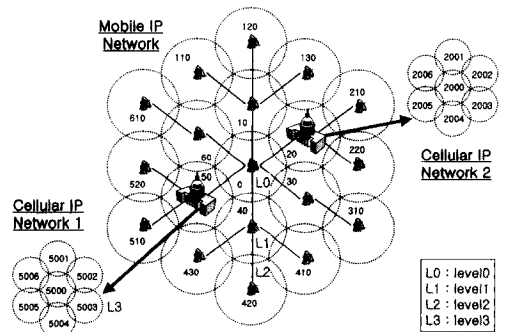 Mobile IP
Network
120
110
130
610
10
210
2001
2006
2002
2000
2005
2003
2004
Cellular IP
Network 2
60
20
220
520
50
0
L0
30
Cellular IP
Network 1
510
40
310
L1
430
410
L2
420
5001
5006
5002
5000
5005
5003
L3
5004
L0 : level0
L1 : level1
L2 : level2
L3 : level3